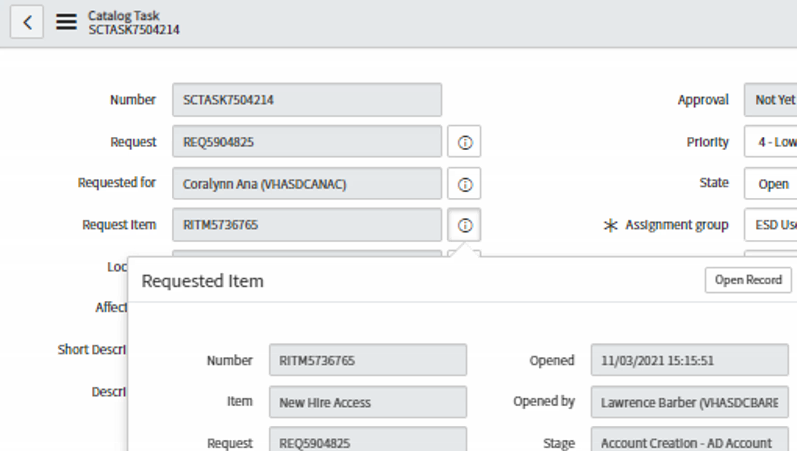 Catalog Task
SCTASK7504214
Number SCTASK7504214 Approval Not Yet
Request REQ5904825 Priority 4 - Low
Requested for Coralynn Ana (VHASDCANAC) State Open
Request Item RITM5736765 Assignment group ESD Use
Loc
Requested Item Open Record
Affect
Short Descri
Number RITM5736765 Opened 11/03/2021 15:15:51
Descri
Item New Hire Access Opened by Lawrence Barber (VHASDCBARE
Request REQ5904825 Stage Account Creation - AD Account